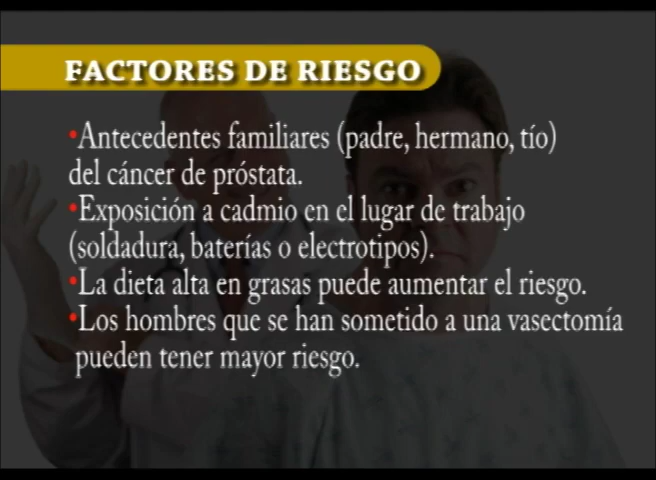 FACTORES DE RIESGO
•Antecedentes familiares (padre, hermano, tío)
del cáncer de próstata.
•Exposición a cadmio en el lugar de trabajo
(soldadura, baterías o electrotipos).
•La dieta alta en grasas puede aumentar el riesgo.
•Los hombres que se han sometido a una vasectomía
pueden tener mayor riesgo.